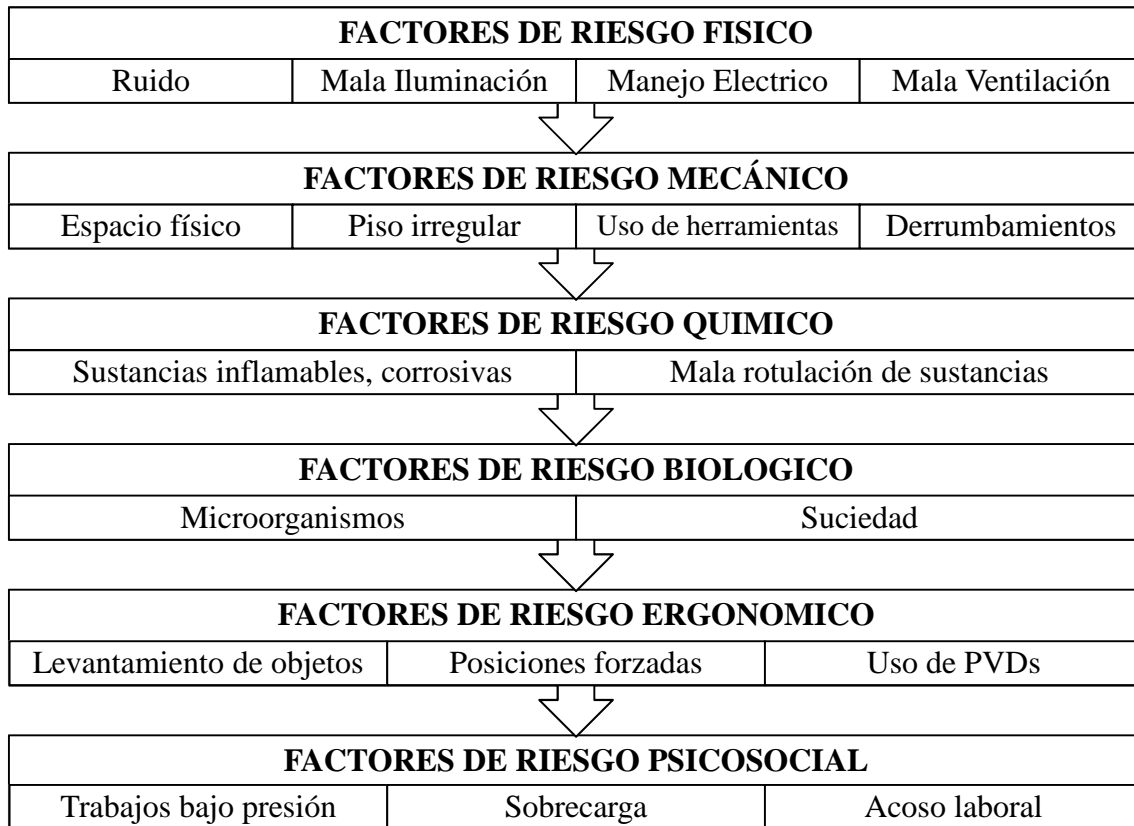 FACTORES DE RIESGO FISICO
Ruido Mala Iluminación Manejo Electrico Mala Ventilación
FACTORES DE RIESGO MECÁNICO
Espacio físico Piso irregular Uso de herramientas Derrumbamientos
FACTORES DE RIESGO QUIMICO
Sustancias inflamables, corrosivas Mala rotulación de sustancias
FACTORES DE RIESGO BIOLOGICO
Microorganismos Suciedad
FACTORES DE RIESGO ERGONOMICO
Levantamiento de objetos Posiciones forzadas Uso de PVDs
FACTORES DE RIESGO PSICOSOCIAL
Trabajos bajo presión Sobrecarga Acoso laboral